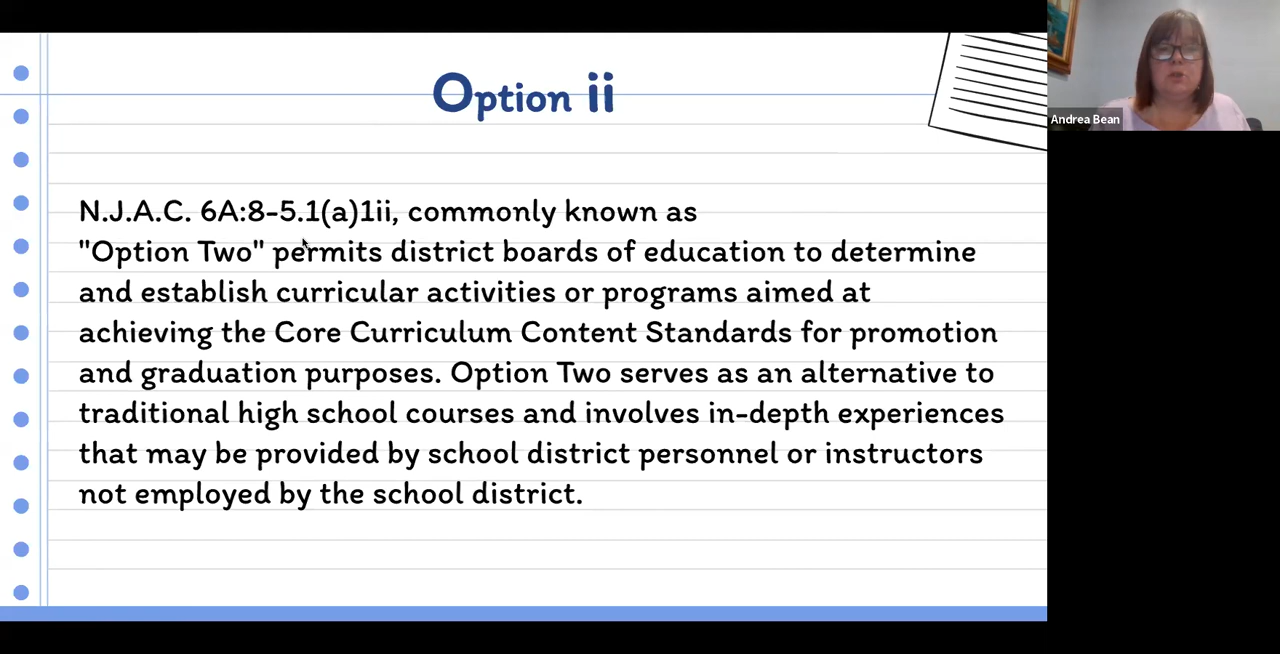 Option ii
N.J.A.C. 6A:8-5.1(a)1ii, commonly known as
"Option Two" permits district boards of education to determine
and establish curricular activities or programs aimed at
achieving the Core Curriculum Content Standards for promotion
and graduation purposes. Option Two serves as an alternative to
traditional high school courses and involves in-depth experiences
that may be provided by school district personnel or instructors
not employed by the school district.
Andrea Bean